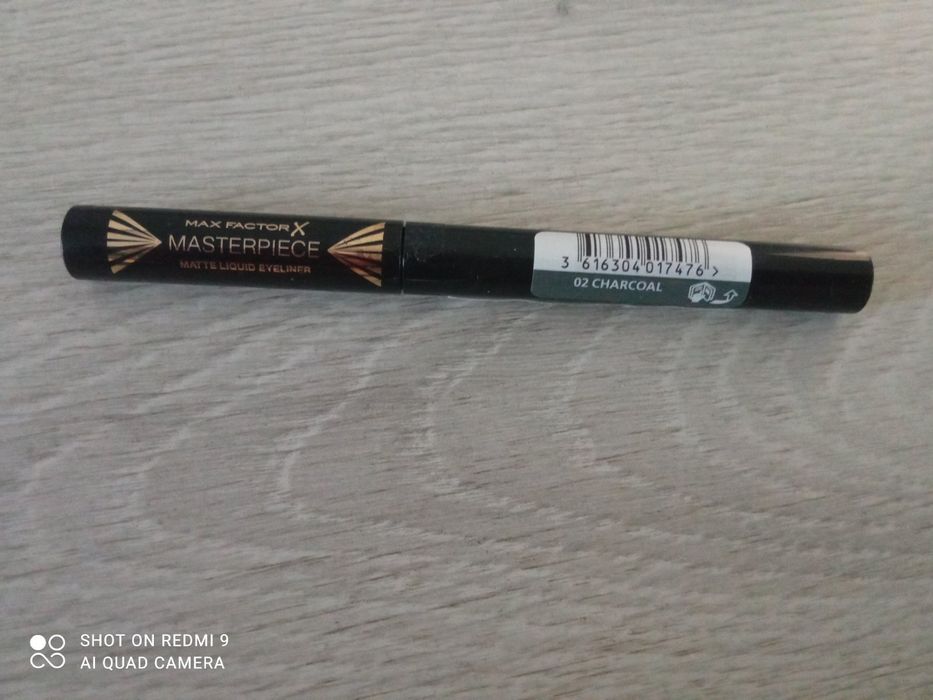 MAX FACTOR X
MASTERPIECE
MATTE LIQUID EYELINER
3 616304 017476 >
02 CHARCOAL
SHOT ON REDMI 9
AI QUAD CAMERA